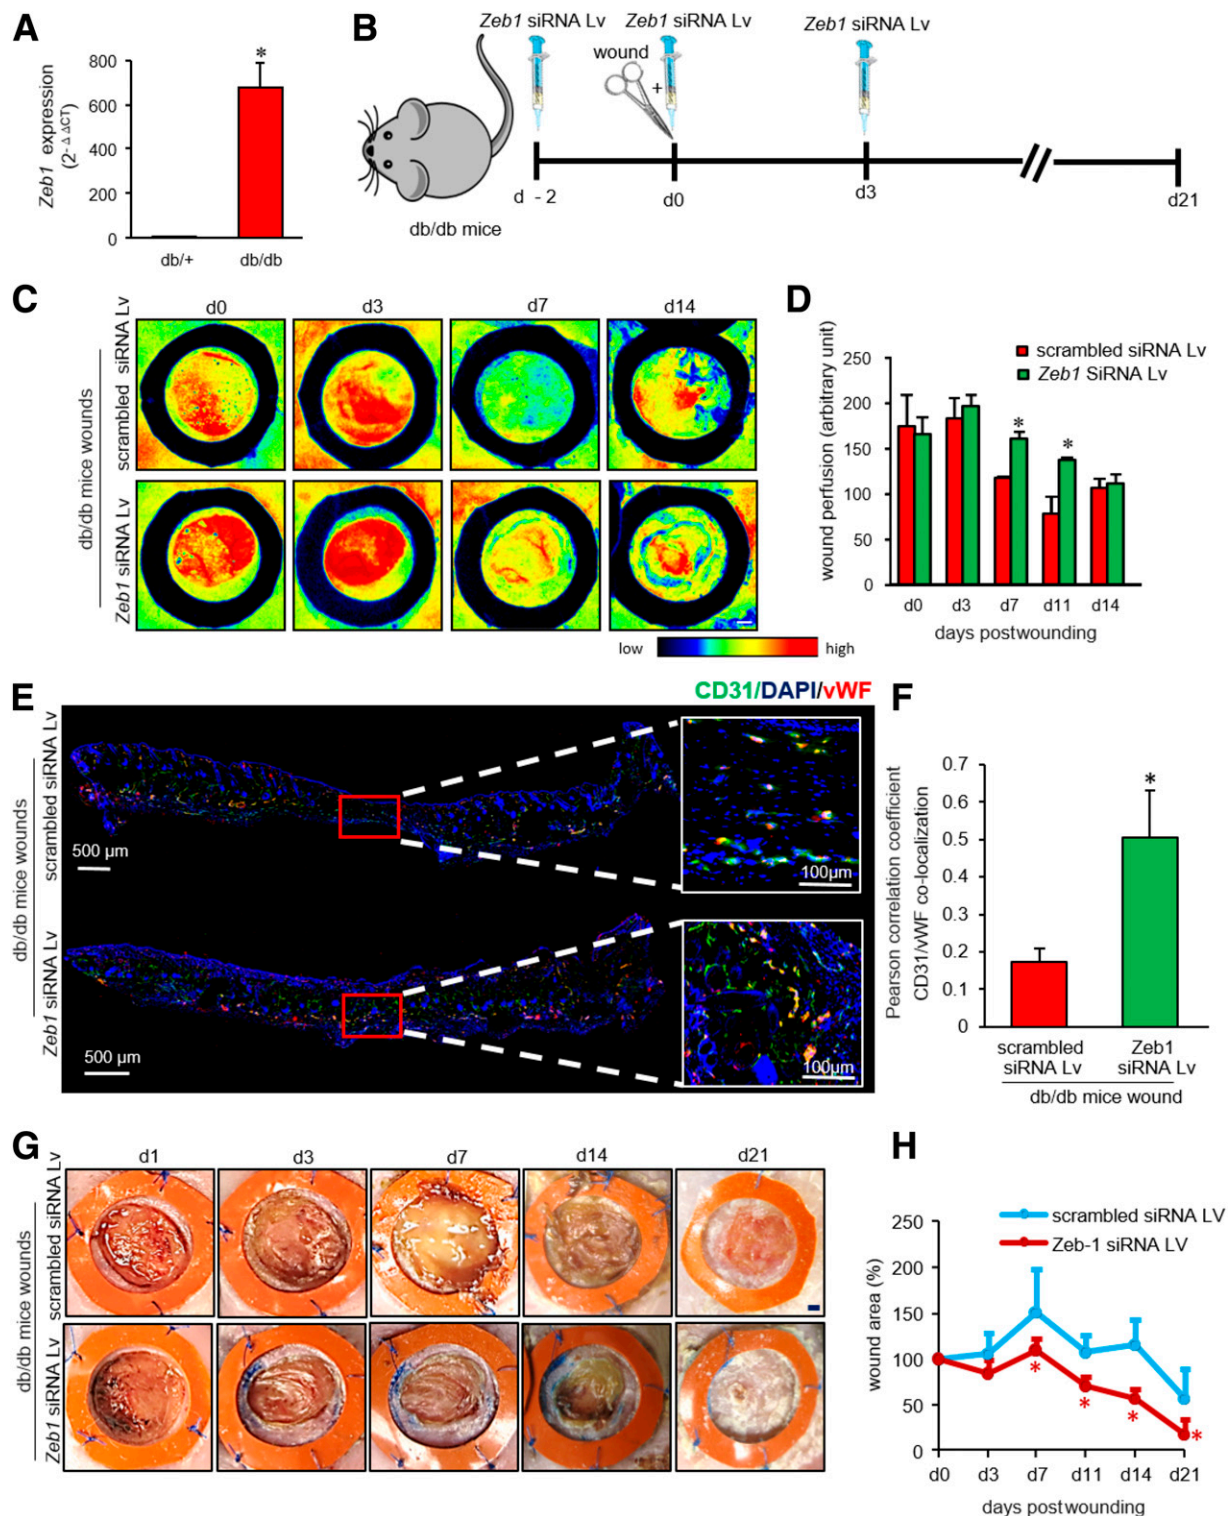 A
Zeb1 expression
(2^-ΔΔCT)
800
600
400
200
0
*
db/+
db/db
B
Zeb1 siRNA Lv
Zeb1 siRNA Lv
Zeb1 siRNA Lv
wound
+
d -2
d0
d3
d21
db/db mice
C
d0
d3
d7
d14
db/db mice wounds
scrambled siRNA Lv
Zeb1 siRNA Lv
low
high
D
scrambled siRNA Lv
Zeb1 SiRNA Lv
wound perfusion (arbitrary unit)
250
200
150
100
50
0
*
*
d0
d3
d7
d11
d14
days postwounding
E
CD31/DAPI/vWF
db/db mice wounds
scrambled siRNA Lv
500 µm
100µm
Zeb1 siRNA Lv
500 µm
100µm
F
Pearson correlation coefficient
CD31/vWF co-localization
0.7
0.6
0.5
0.4
0.3
0.2
0.1
0
*
scrambled
siRNA Lv
Zeb1
siRNA Lv
db/db mice wound
G
d1
d3
d7
d14
d21
db/db mice wounds
scrambled siRNA Lv
Zeb1 siRNA Lv
H
scrambled siRNA LV
Zeb-1 siRNA LV
wound area (%)
250
200
150
100
50
0
*
*
*
*
d0
d3
d7
d11
d14
d21
days postwounding